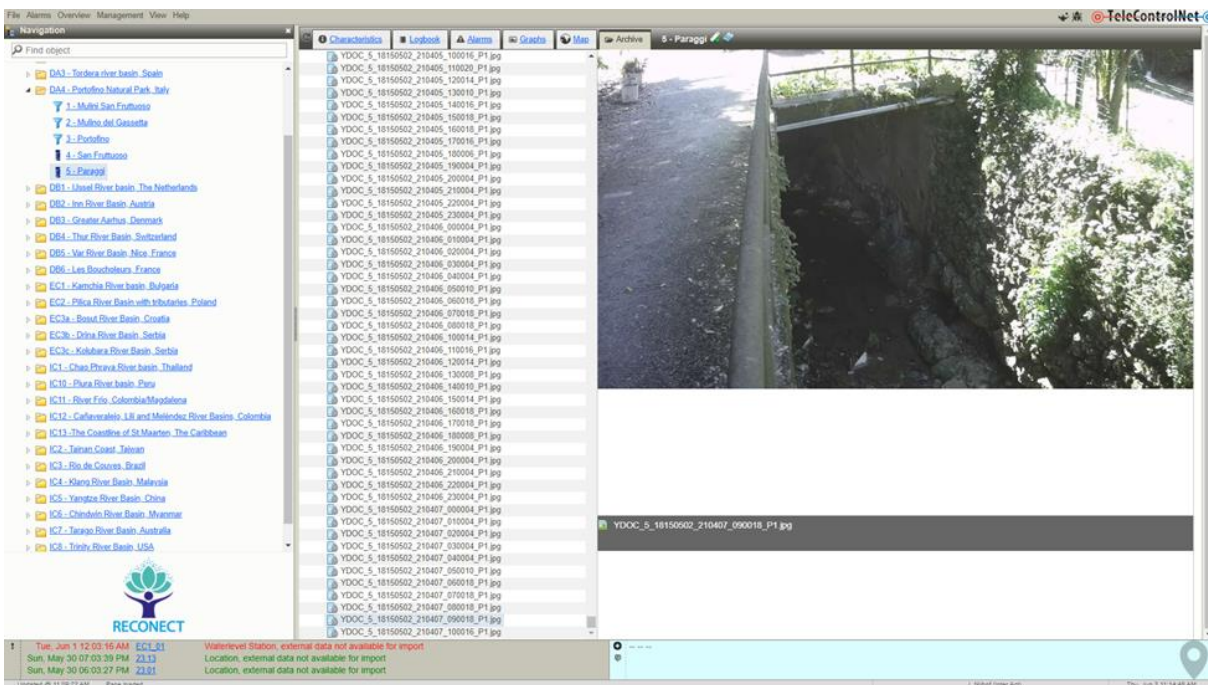 File Alarms Overview Management View Help
TeleControlNet
Navigation
Find object
DA3 - Tordera river basin, Spain
DA4 - Portofino Natural Park, Italy
1 - Mulini San Fruttuoso
2 - Mulino del Gassetta
3 - Portofino
4 - San Fruttuoso
5 - Paraggi
DB1 - IJssel River basin, The Netherlands
DB2 - Inn River Basin, Austria
DB3 - Greater Aarhus, Denmark
DB4 - Thur River Basin, Switzerland
DB5 - Var River Basin, Nice, France
DB6 - Les Boucholeurs, France
EC1 - Kamchia River basin, Bulgaria
EC2 - Pilica River Basin with tributaries, Poland
EC3a - Bosut River Basin, Croatia
EC3b - Drina River Basin, Serbia
EC3c - Kolubara River Basin, Serbia
IC1 - Chao Phraya River basin, Thailand
IC10 - Piura River basin, Peru
IC11 - River Frio, Colombia/Magdalena
IC12 - Cañaveralejo, Lili and Meléndez River Basins, Colombia
IC13 -The Coastline of St.Maarten, The Caribbean
IC2 - Tainan Coast, Taiwan
IC3 - Rio de Couves, Brazil
IC4 - Klang River Basin, Malaysia
IC5 - Yangtze River Basin, China
IC6 - Chindwin River Basin, Myanmar
IC7 - Tarago River Basin, Australia
IC8 - Trinity River Basin, USA
RECONECT
Characteristics Logbook Alarms Graphs Map Archive 5 - Paraggi
YDOC_5_18150502_210405_100016_P1.jpg
YDOC_5_18150502_210405_110020_P1.jpg
YDOC_5_18150502_210405_120014_P1.jpg
YDOC_5_18150502_210405_130010_P1.jpg
YDOC_5_18150502_210405_140016_P1.jpg
YDOC_5_18150502_210405_150018_P1.jpg
YDOC_5_18150502_210405_160018_P1.jpg
YDOC_5_18150502_210405_170016_P1.jpg
YDOC_5_18150502_210405_180006_P1.jpg
YDOC_5_18150502_210405_190004_P1.jpg
YDOC_5_18150502_210405_200004_P1.jpg
YDOC_5_18150502_210405_210004_P1.jpg
YDOC_5_18150502_210405_220004_P1.jpg
YDOC_5_18150502_210405_230004_P1.jpg
YDOC_5_18150502_210406_000004_P1.jpg
YDOC_5_18150502_210406_010004_P1.jpg
YDOC_5_18150502_210406_020004_P1.jpg
YDOC_5_18150502_210406_030004_P1.jpg
YDOC_5_18150502_210406_040004_P1.jpg
YDOC_5_18150502_210406_050010_P1.jpg
YDOC_5_18150502_210406_060018_P1.jpg
YDOC_5_18150502_210406_070018_P1.jpg
YDOC_5_18150502_210406_080018_P1.jpg
YDOC_5_18150502_210406_100014_P1.jpg
YDOC_5_18150502_210406_110016_P1.jpg
YDOC_5_18150502_210406_120014_P1.jpg
YDOC_5_18150502_210406_130008_P1.jpg
YDOC_5_18150502_210406_140010_P1.jpg
YDOC_5_18150502_210406_150014_P1.jpg
YDOC_5_18150502_210406_160018_P1.jpg
YDOC_5_18150502_210406_170018_P1.jpg
YDOC_5_18150502_210406_180008_P1.jpg
YDOC_5_18150502_210406_190004_P1.jpg
YDOC_5_18150502_210406_200004_P1.jpg
YDOC_5_18150502_210406_210004_P1.jpg
YDOC_5_18150502_210406_220004_P1.jpg
YDOC_5_18150502_210406_230004_P1.jpg
YDOC_5_18150502_210407_000004_P1.jpg
YDOC_5_18150502_210407_010004_P1.jpg
YDOC_5_18150502_210407_020004_P1.jpg
YDOC_5_18150502_210407_030004_P1.jpg
YDOC_5_18150502_210407_040004_P1.jpg
YDOC_5_18150502_210407_050010_P1.jpg
YDOC_5_18150502_210407_060018_P1.jpg
YDOC_5_18150502_210407_070018_P1.jpg
YDOC_5_18150502_210407_080018_P1.jpg
YDOC_5_18150502_210407_090018_P1.jpg
YDOC_5_18150502_210407_100016_P1.jpg
YDOC_5_18150502_210407_090018_P1.jpg
Tue, Jun 1 12:03:16 AM EC1_01 Waterlevel Station, external data not available for import
Sun, May 30 07:03:39 PM 23.13 Location, external data not available for import
Sun, May 30 06:03:27 PM 23.01 Location, external data not available for import